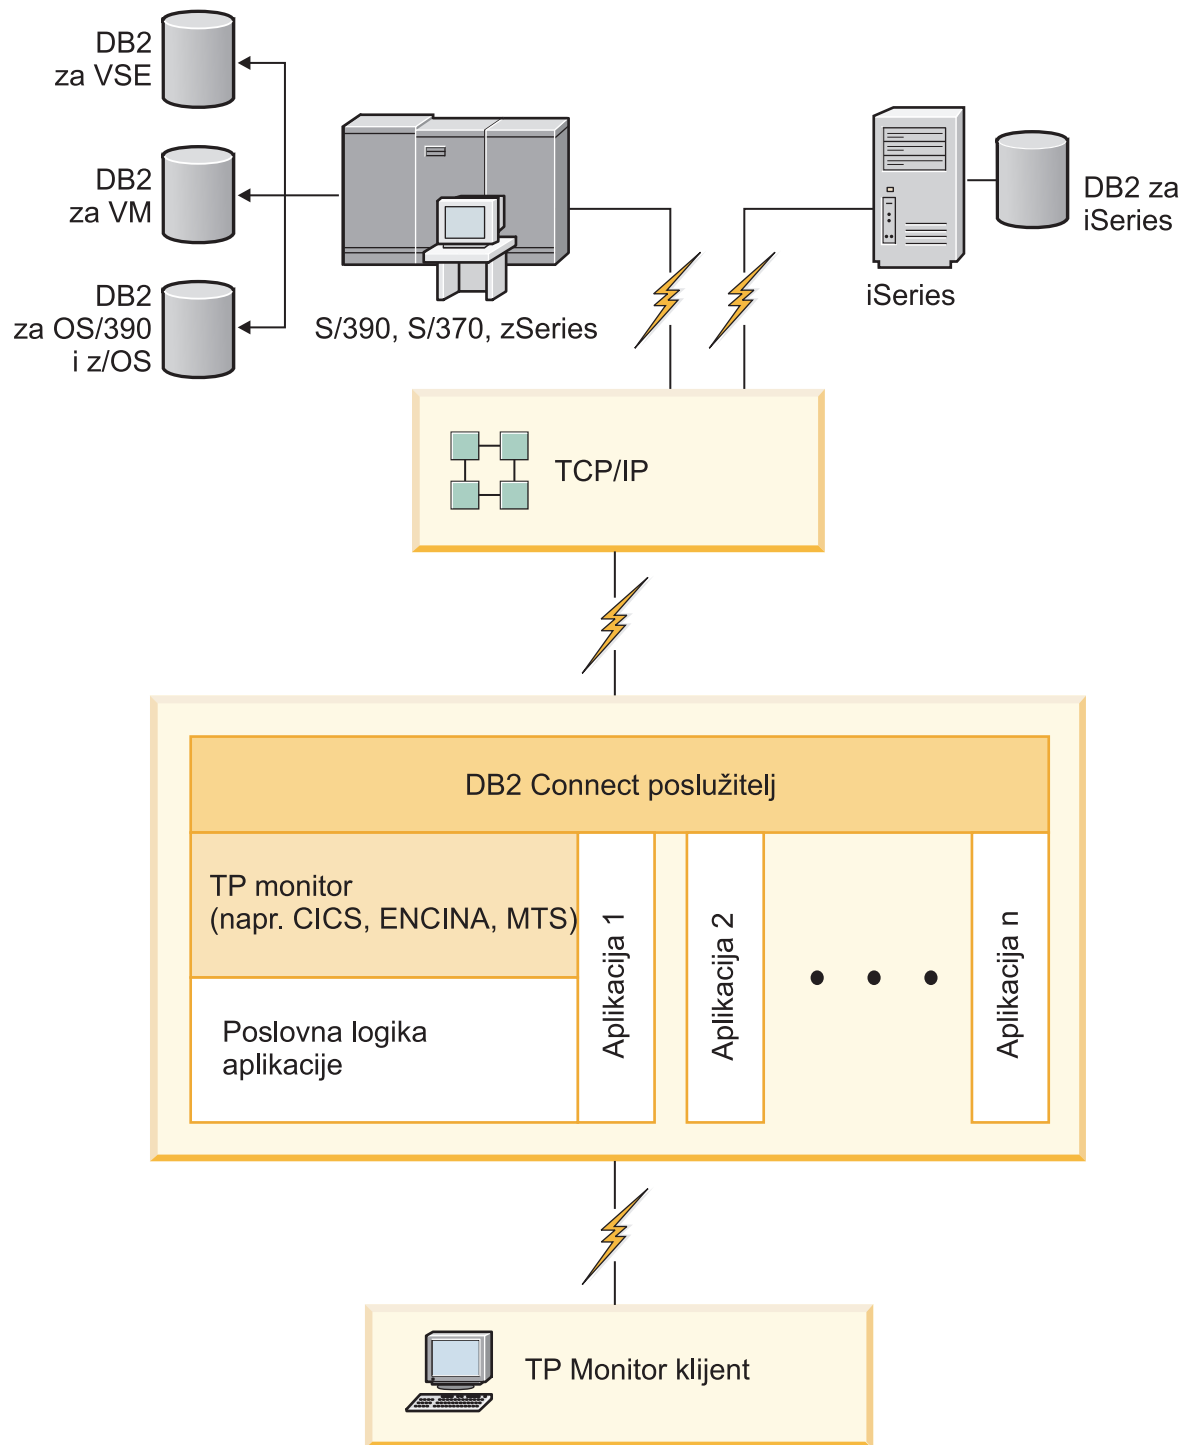 DB2
za VSE
DB2
za VM
DB2
za OS/390
i z/OS
S/390, S/370, zSeries
DB2 za
iSeries
iSeries
TCP/IP
DB2 Connect poslužitelj
TP monitor
(napr. CICS, ENCINA, MTS)
Poslovna logika
aplikacije
Aplikacija 1
Aplikacija 2
Aplikacija n
TP Monitor klijent